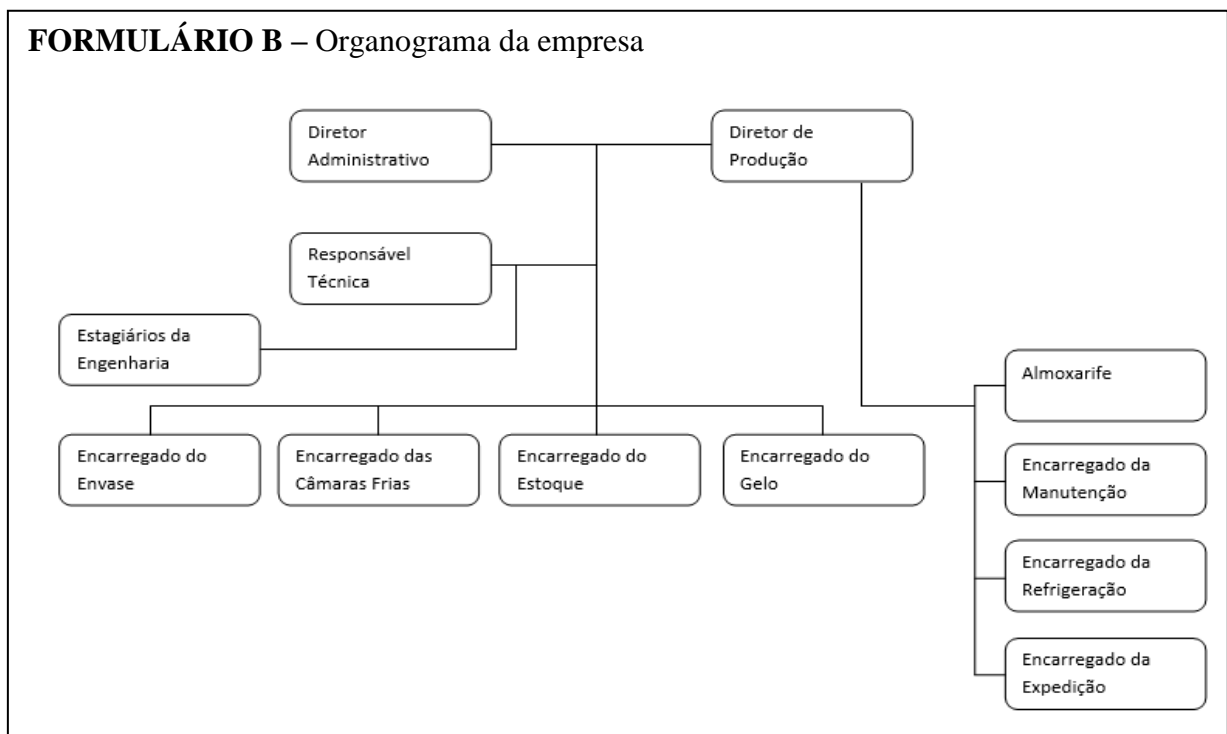 FORMULÁRIO B – Organograma da empresa
Diretor
Administrativo
Diretor de
Produção
Responsável
Técnica
Estagiários da
Engenharia
Almoxarife
Encarregado do
Envase
Encarregado das
Câmaras Frias
Encarregado do
Estoque
Encarregado do
Gelo
Encarregado da
Manutenção
Encarregado da
Refrigeração
Encarregado da
Expedição